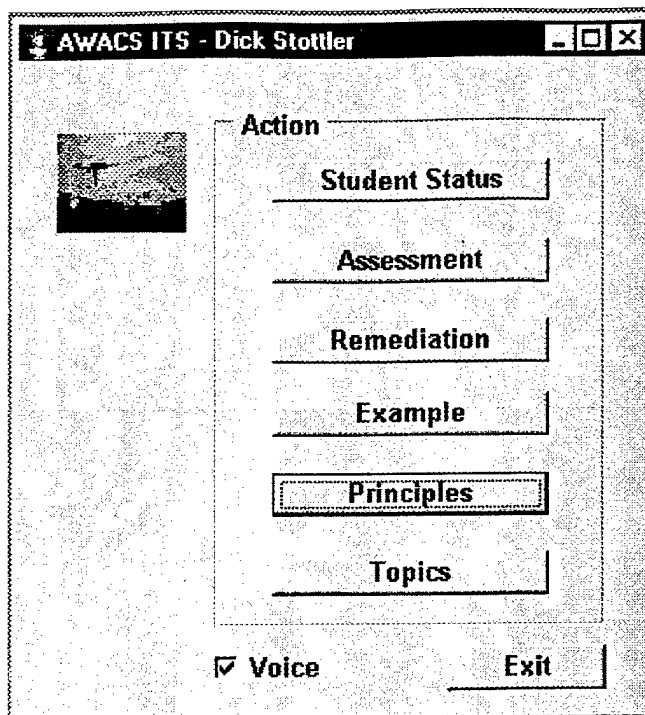 AWACS ITS - Dick Stottler
Action
Student Status
Assessment
Remediation
Example
Principles
Topics
Voice
Exit